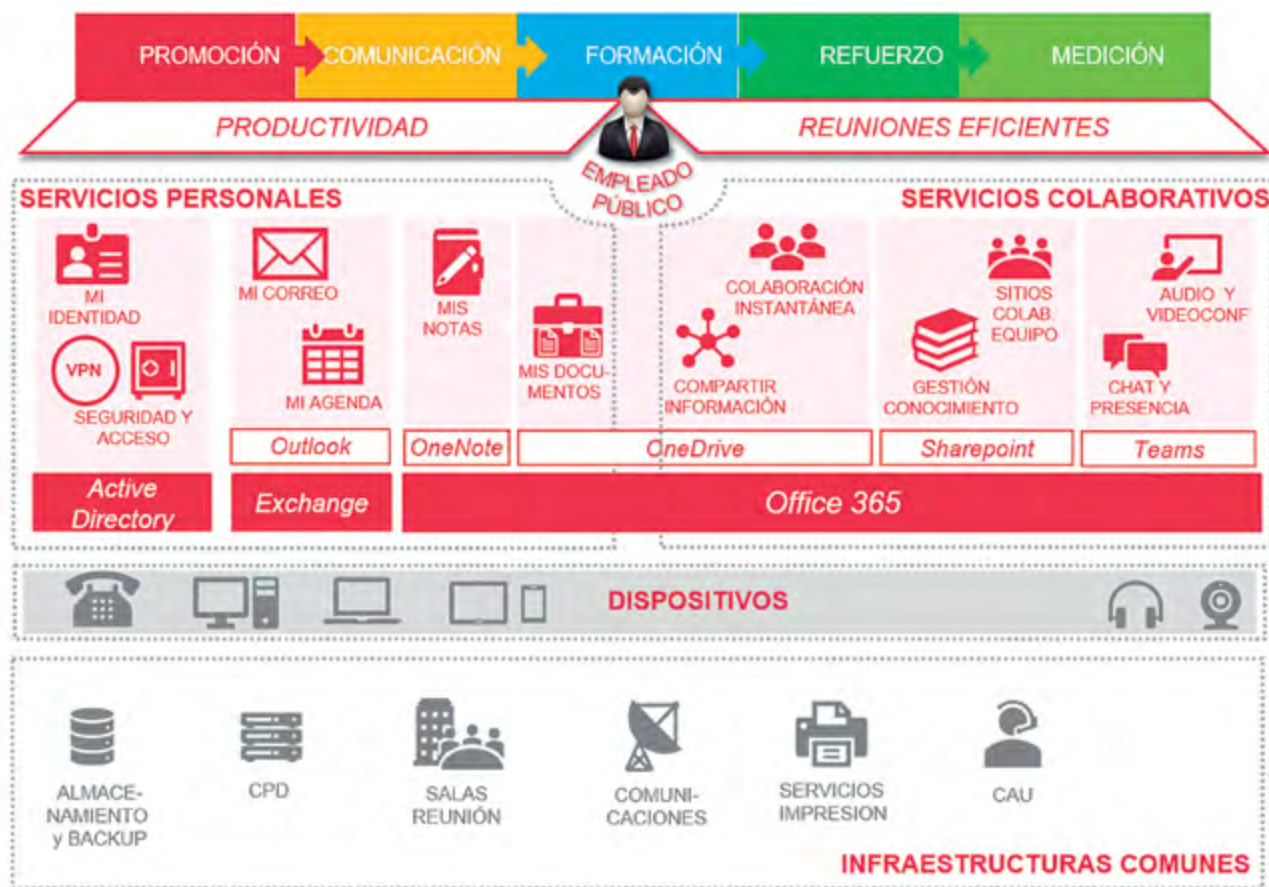 PROMOCIÓN
COMUNICACIÓN
FORMACIÓN
REFUERZO
MEDICIÓN
PRODUCTIVIDAD
REUNIONES EFICIENTES
EMPLEADO
PÚBLICO
SERVICIOS PERSONALES
SERVICIOS COLABORATIVOS
MI
IDENTIDAD
VPN
SEGURIDAD Y
ACCESO
MI CORREO
MI AGENDA
MIS
NOTAS
MIS DOCU-
MENTOS
COLABORACIÓN
INSTANTÁNEA
COMPARTIR
INFORMACIÓN
SITIOS
COLAB.
EQUIPO
GESTIÓN
CONOCIMIENTO
AUDIO Y
VIDEOCONF
CHAT Y
PRESENCIA
Outlook
OneNote
OneDrive
Sharepoint
Teams
Active
Directory
Exchange
Office 365
DISPOSITIVOS
ALMACE-
NAMIENTO
y BACKUP
CPD
SALAS
REUNIÓN
COMUNI-
CACIONES
SERVICIOS
IMPRESION
CAU
INFRAESTRUCTURAS COMUNES